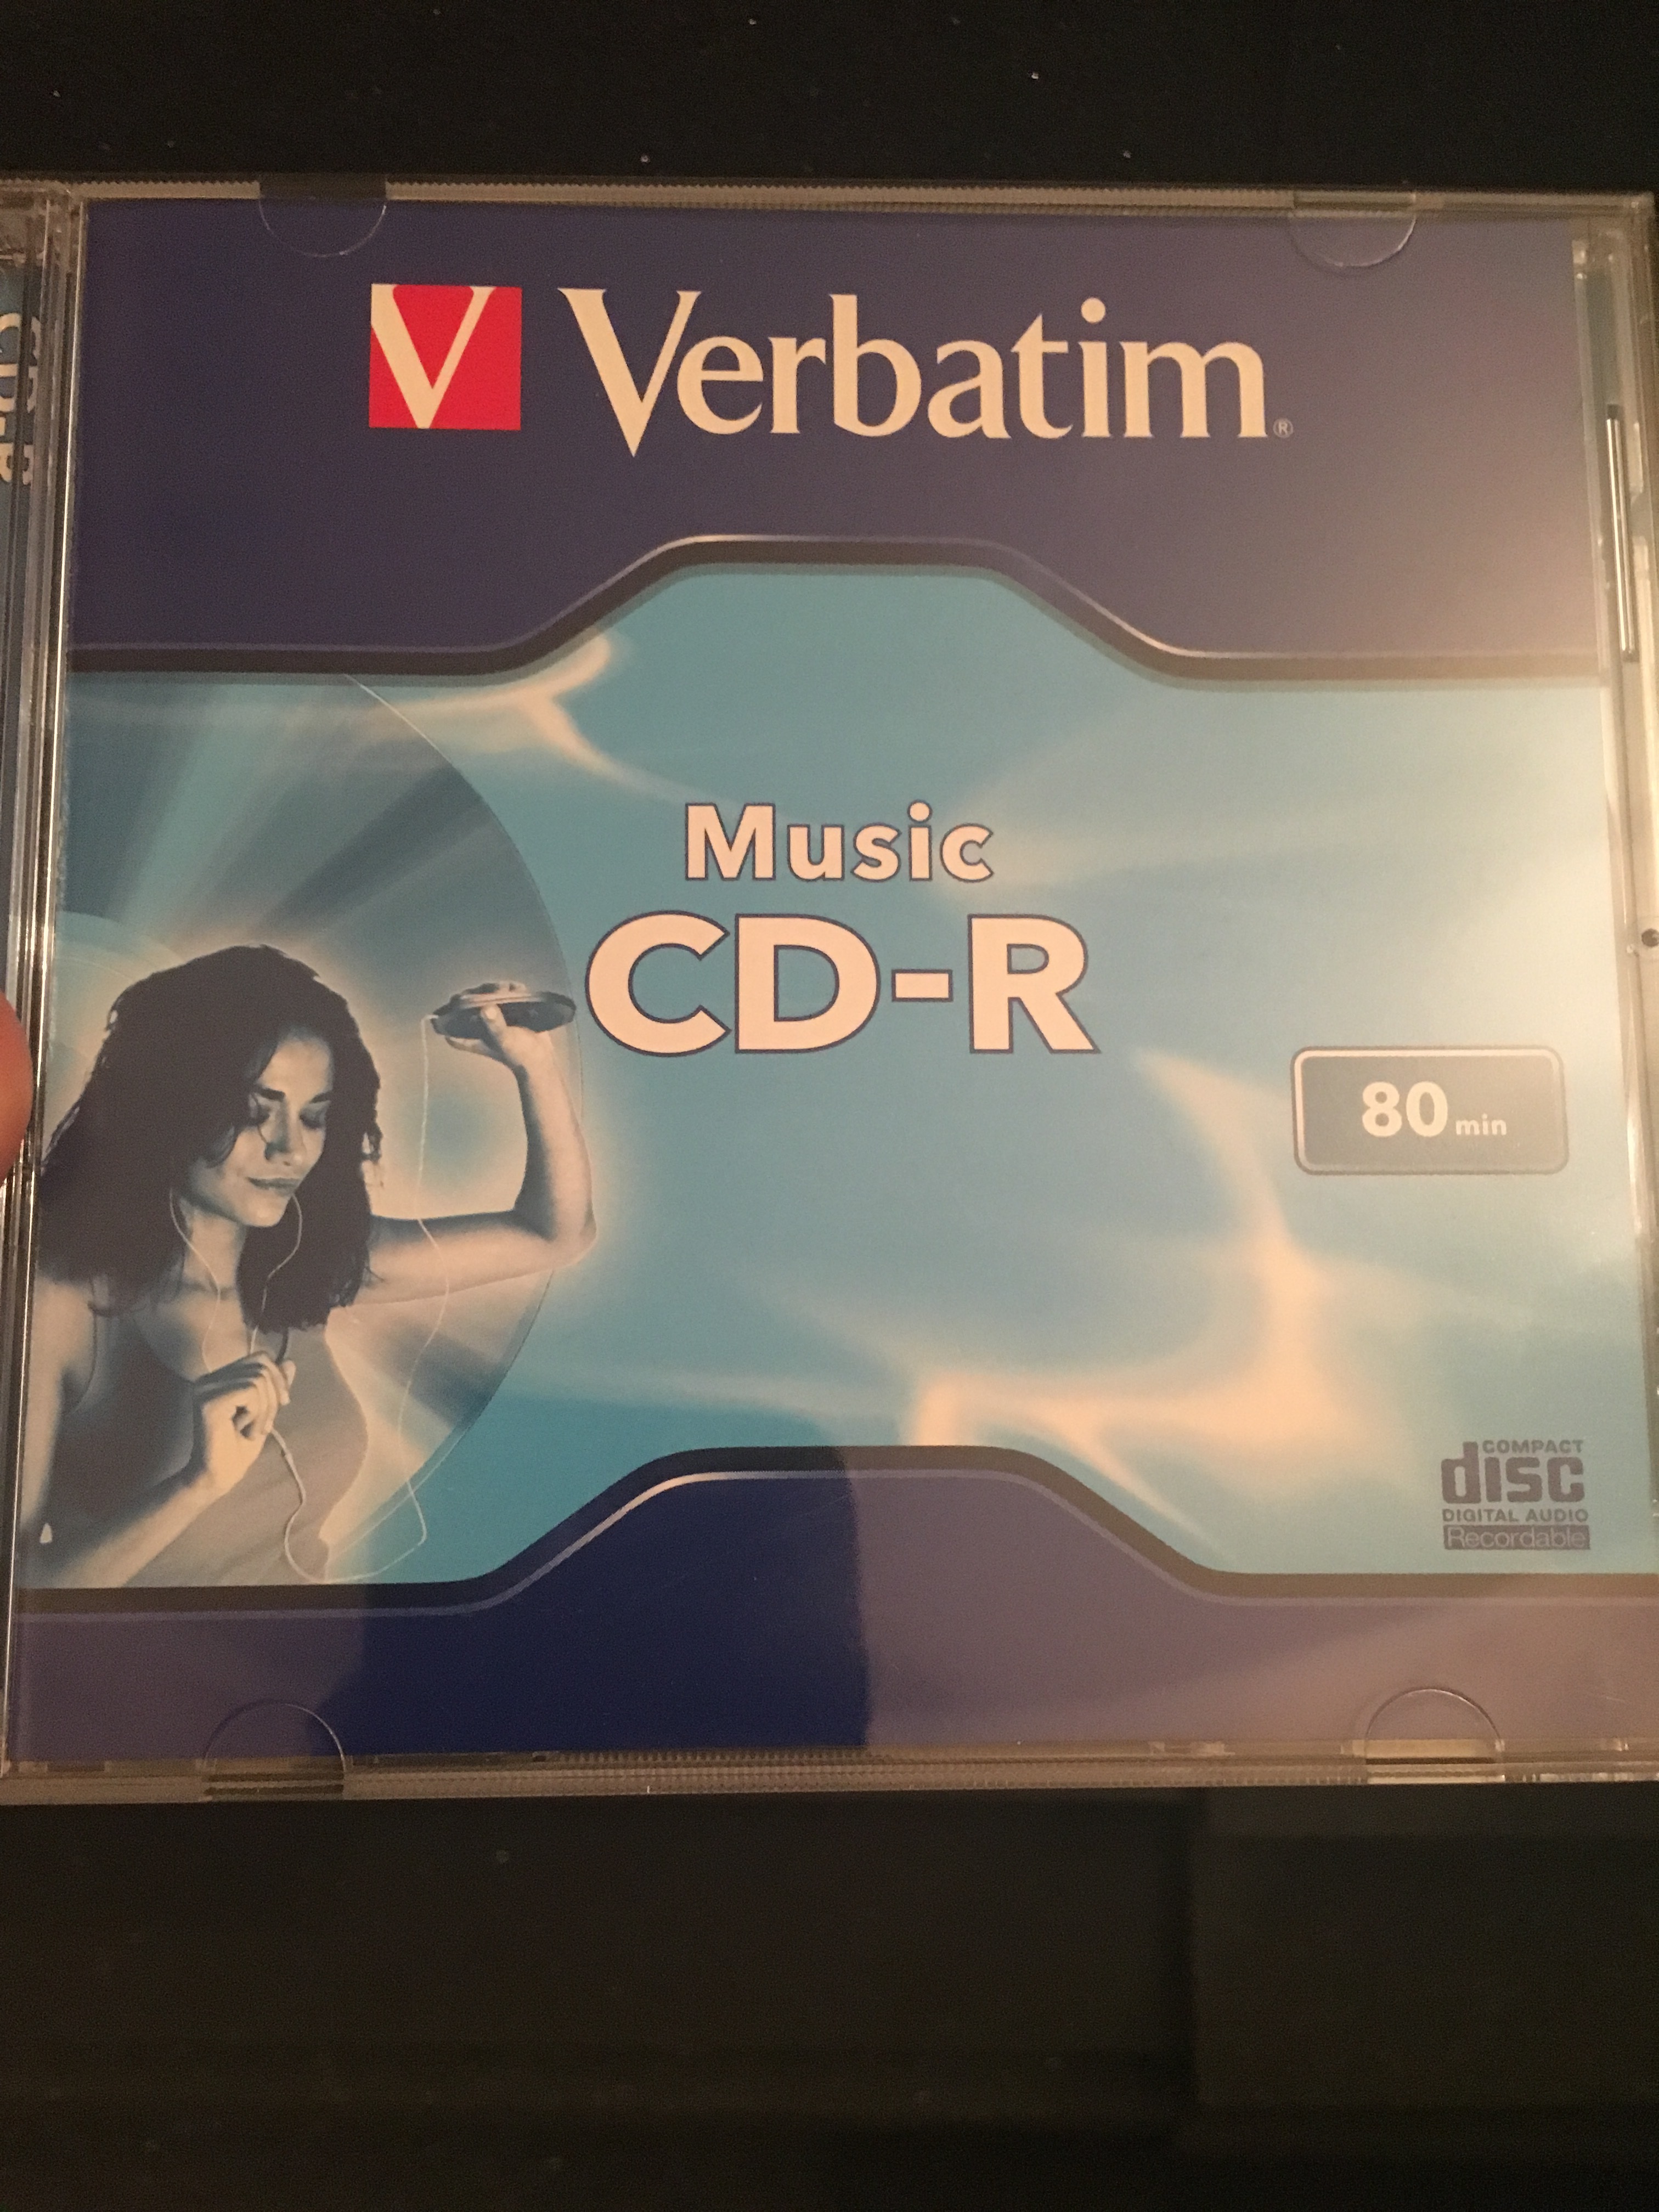 V Verbatim®
Music
CD-R
80 min
COMPACT
disc
DIGITAL AUDIO
Recordable